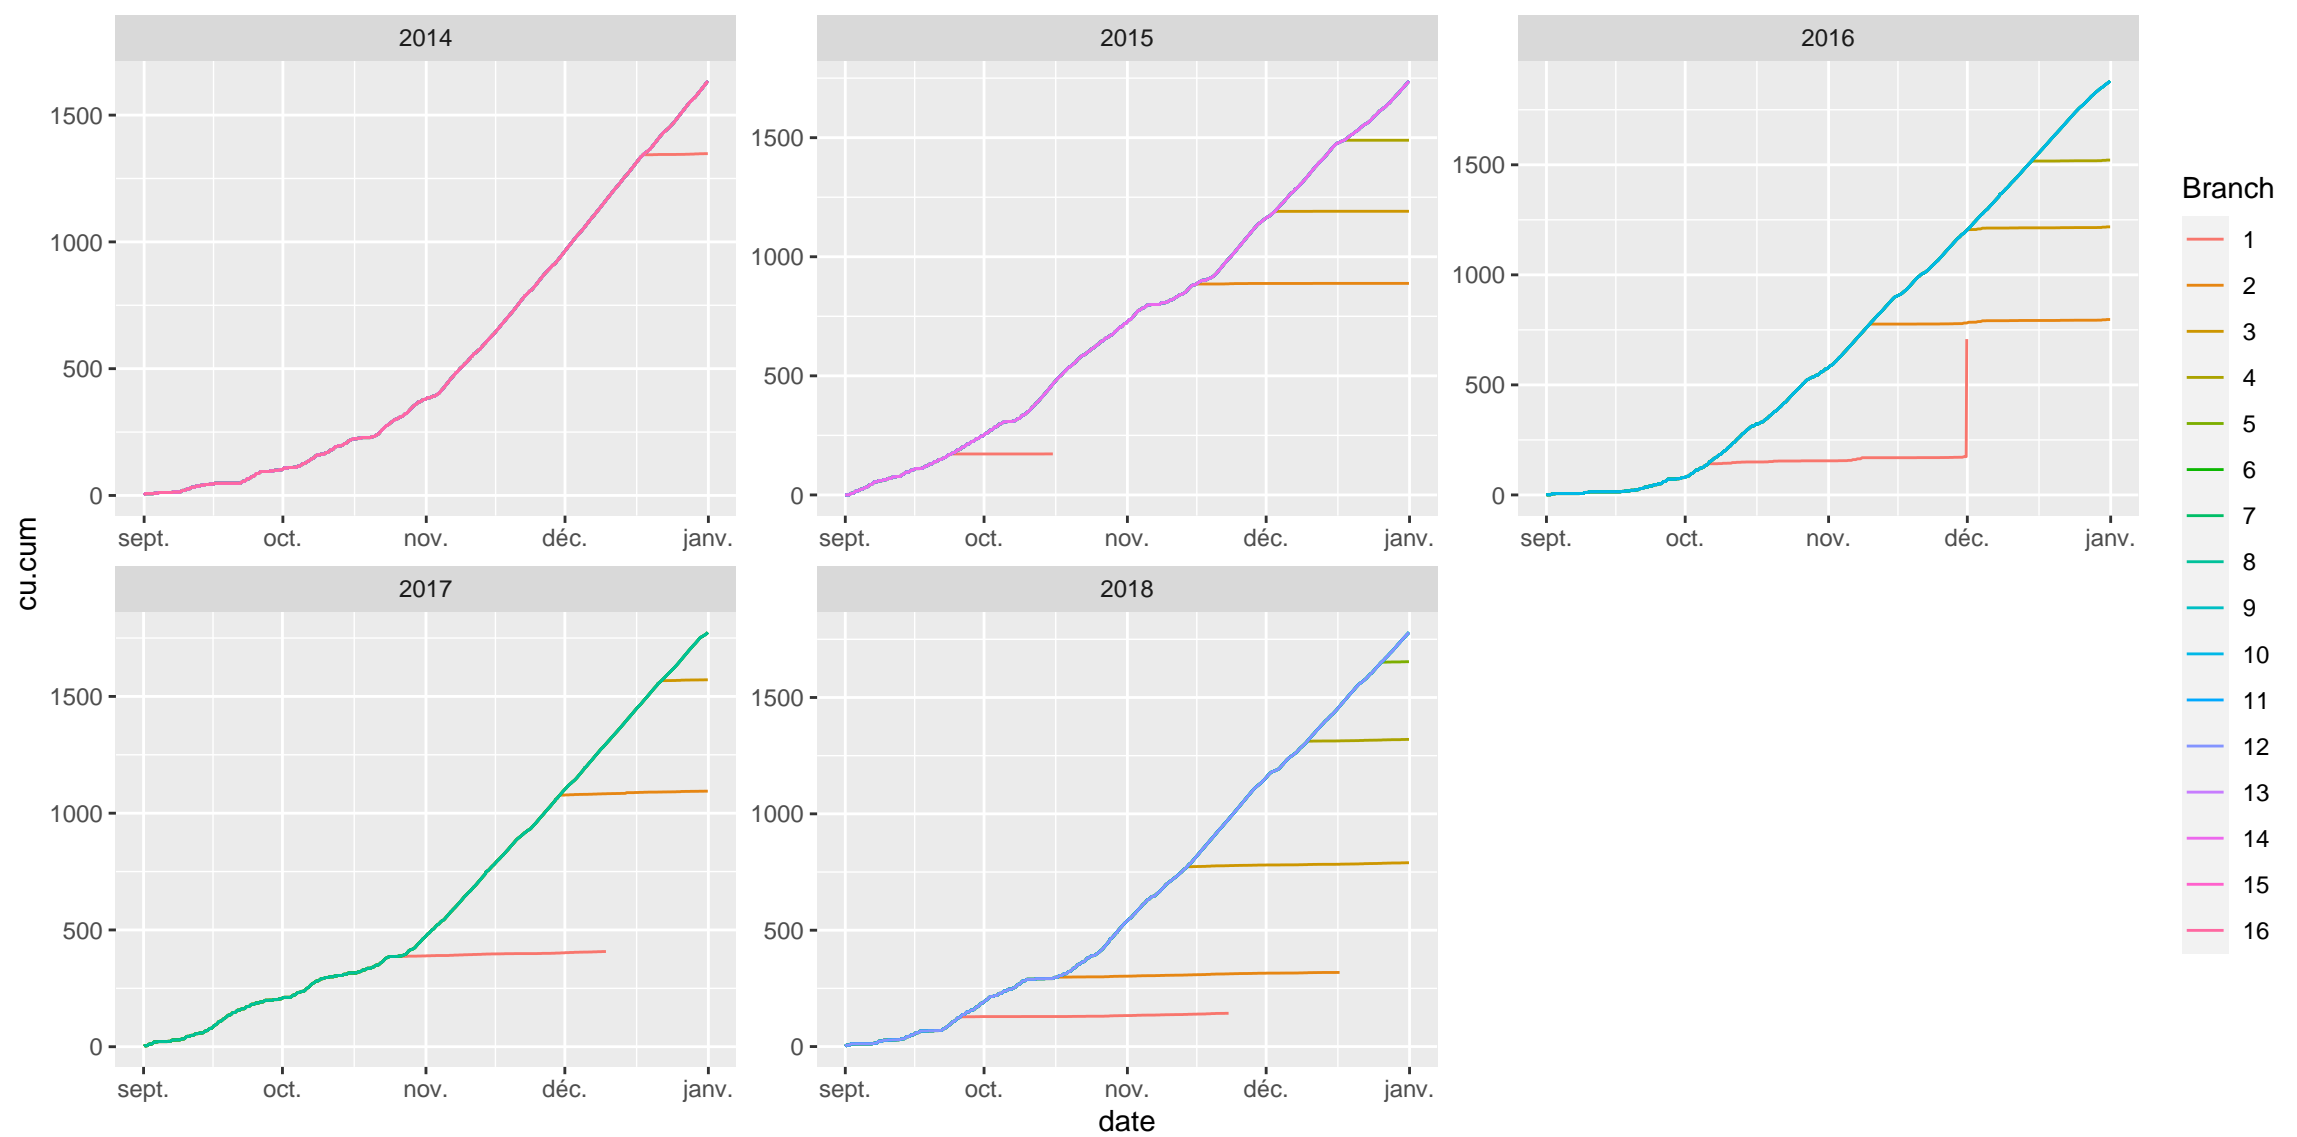 2014
2015
2016
1500
1000
500
0
sept.
oct.
nov.
déc.
janv.
1500
1000
500
0
sept.
oct.
nov.
déc.
janv.
1500
1000
500
0
sept.
oct.
nov.
déc.
janv.
2017
2018
1500
1000
500
0
sept.
oct.
nov.
déc.
janv.
1500
1000
500
0
sept.
oct.
nov.
déc.
janv.
cu.cum
date
Branch
1
2
3
4
5
6
7
8
9
10
11
12
13
14
15
16